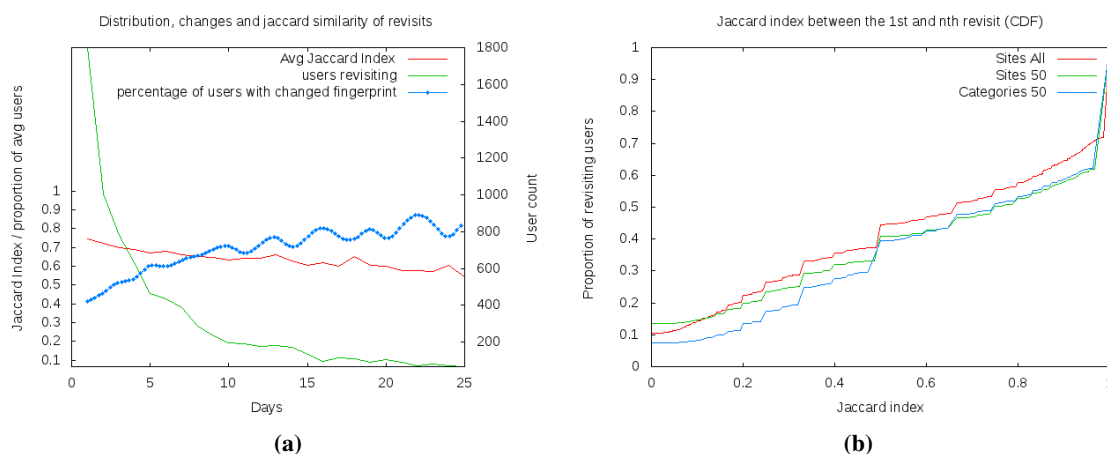 Distribution, changes and jaccard similarity of revisits
Avg Jaccard Index
users revisiting
percentage of users with changed fingerprint
Jaccard Index / proportion of avg users
1
0.9
0.8
0.7
0.6
0.5
0.4
0.3
0.2
0.1
1800
1600
1400
1200
1000
800
600
400
200
User count
0 5 10 15 20 25
Days
(a)
Jaccard index between the 1st and nth revisit (CDF)
Sites All
Sites 50
Categories 50
Proportion of revisiting users
1
0.9
0.8
0.7
0.6
0.5
0.4
0.3
0.2
0.1
0
0 0.2 0.4 0.6 0.8
Jaccard index
(b)